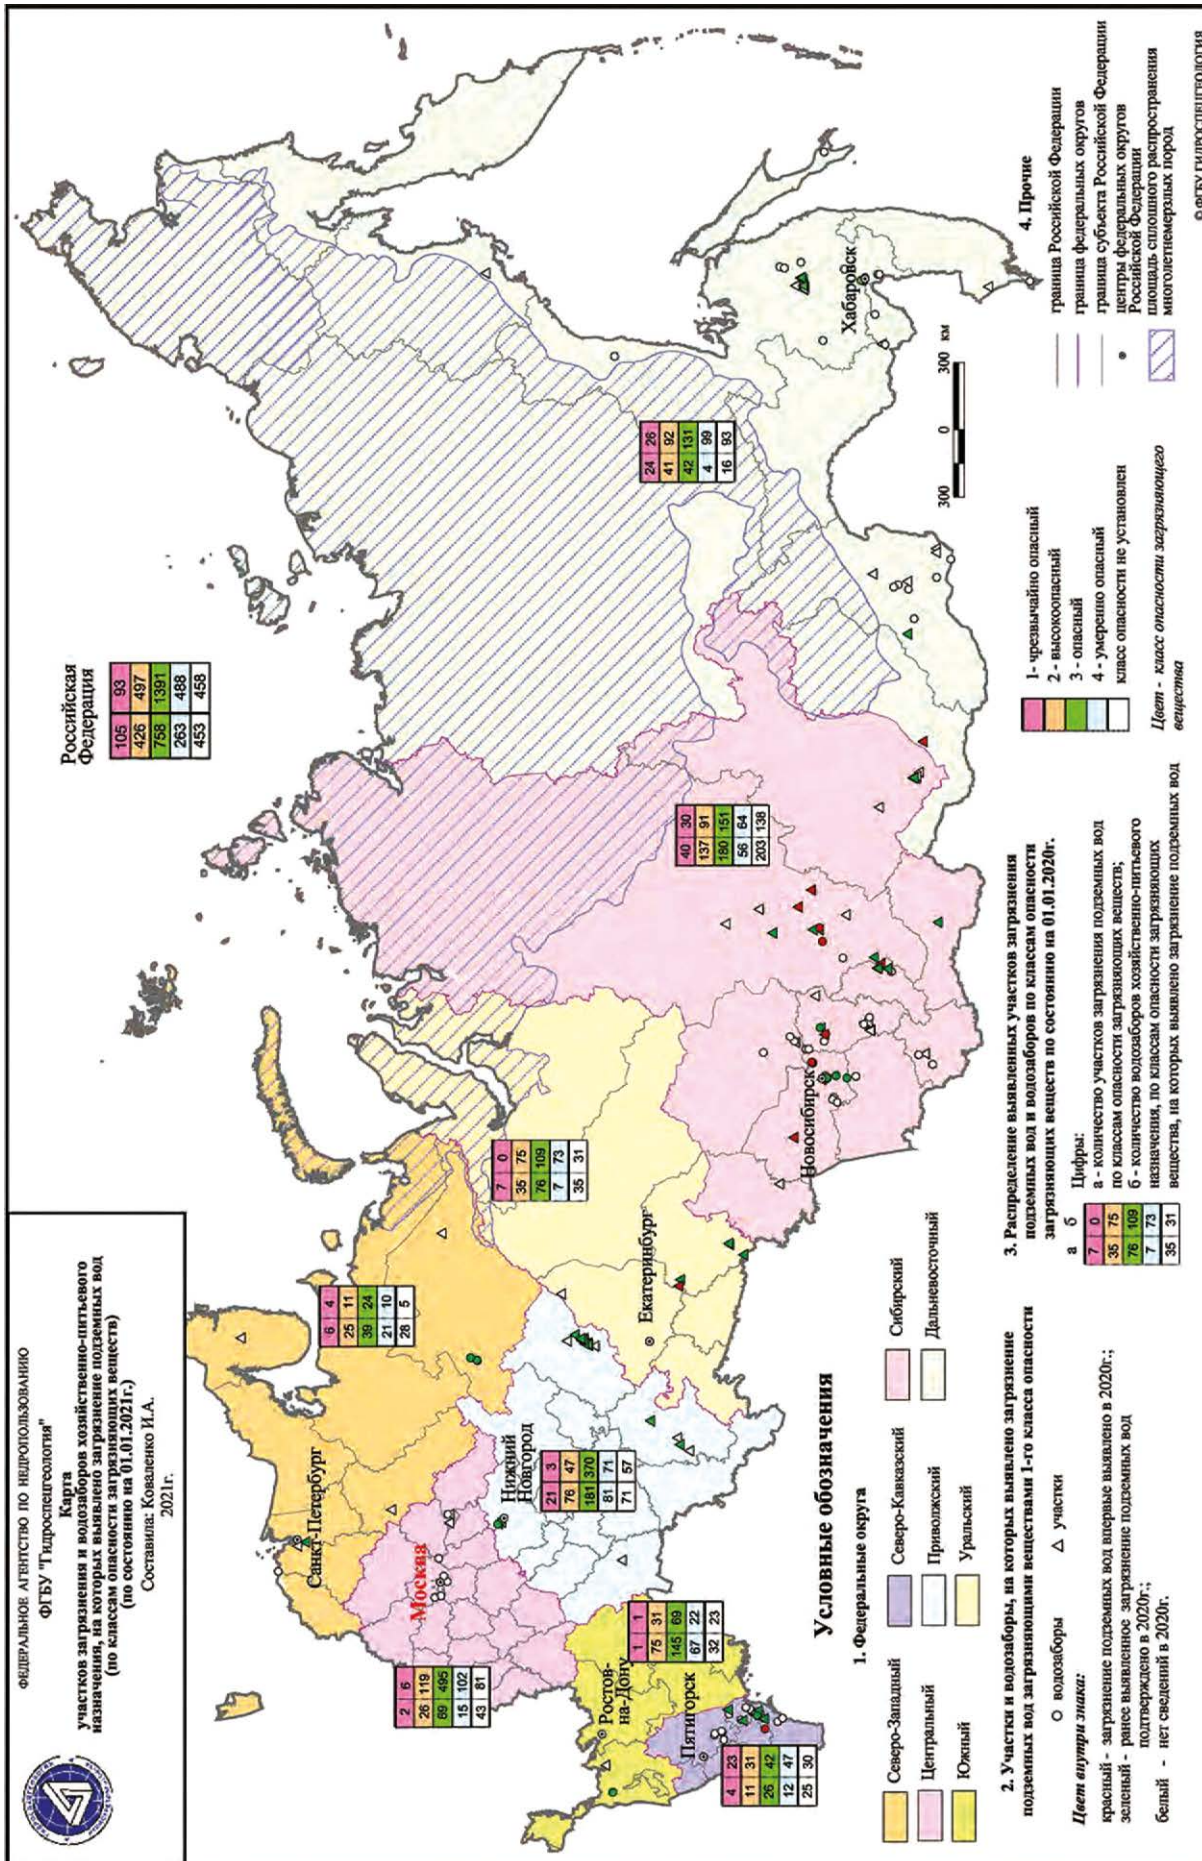 ФЕДЕРАЛЬНОЕ АГЕНТСТВО ПО НЕДРОПОЛЬЗОВАНИЮ
ФГБУ "Гидроспецгеология"
Карта
участков загрязнения и водозаборов хозяйственно-питьевого
назначения, на которых выявлено загрязнение подземных вод
(по классам опасности загрязняющих веществ)
(по состоянию на 01.01.2021г.)
Составила: Коваленко И.А.
2021г.
Российская
Федерация
105 93
426 497
758 1391
263 488
453 458
Санкт-Петербург
6 4
25 11
39 24
21 10
28 5
Москва
2 6
26 119
69 495
15 102
43 81
Нижний
Новгород
21 3
76 47
181 370
81 71
71 57
Ростов-
на-Дону
1 1
75 31
145 69
67 22
32 23
Пятигорск
4 23
11 31
26 42
12 47
25 30
Екатеринбург
7 0
35 75
76 109
7 73
35 31
Новосибирск
40 30
137 91
180 151
56 64
203 138
Хабаровск
24 26
41 92
42 131
4 99
16 93
300 0 300 км
Условные обозначения
1. Федеральные округа
Северо-Западный
Центральный
Южный
Северо-Кавказский
Приволжский
Уральский
Сибирский
Дальневосточный
2. Участки и водозаборы, на которых выявлено загрязнение
подземных вод загрязняющими веществами 1-го класса опасности
водозаборы
участки
Цвет внутри знака:
красный - загрязнение подземных вод впервые выявлено в 2020г.;
зеленый - ранее выявленное загрязнение подземных вод
подтверждено в 2020г.;
белый - нет сведений в 2020г.
3. Распределение выявленных участков загрязнения
подземных вод и водозаборов по классам опасности
загрязняющих веществ по состоянию на 01.01.2020г.
а б
7 0
35 75
76 109
7 73
35 31
Цифры:
а - количество участков загрязнения подземных вод
по классам опасности загрязняющих веществ;
б - количество водозаборов хозяйственно-питьевого
назначения, по классам опасности загрязняющих
вещества, на которых выявлено загрязнение подземных вод
1- чрезвычайно опасный
2 - высокоопасный
3 - опасный
4 - умеренно опасный
класс опасности не установлен
Цвет - класс опасности загрязняющего
вещества
4. Прочие
граница Российской Федерации
граница федеральных округов
граница субъекта Российской Федерации
центры федеральных округов
Российской Федерации
площадь сплошного распространения
многолетнемерзлых пород
© ФГБУ ГИДРОСПЕЦГЕОЛОГИЯ